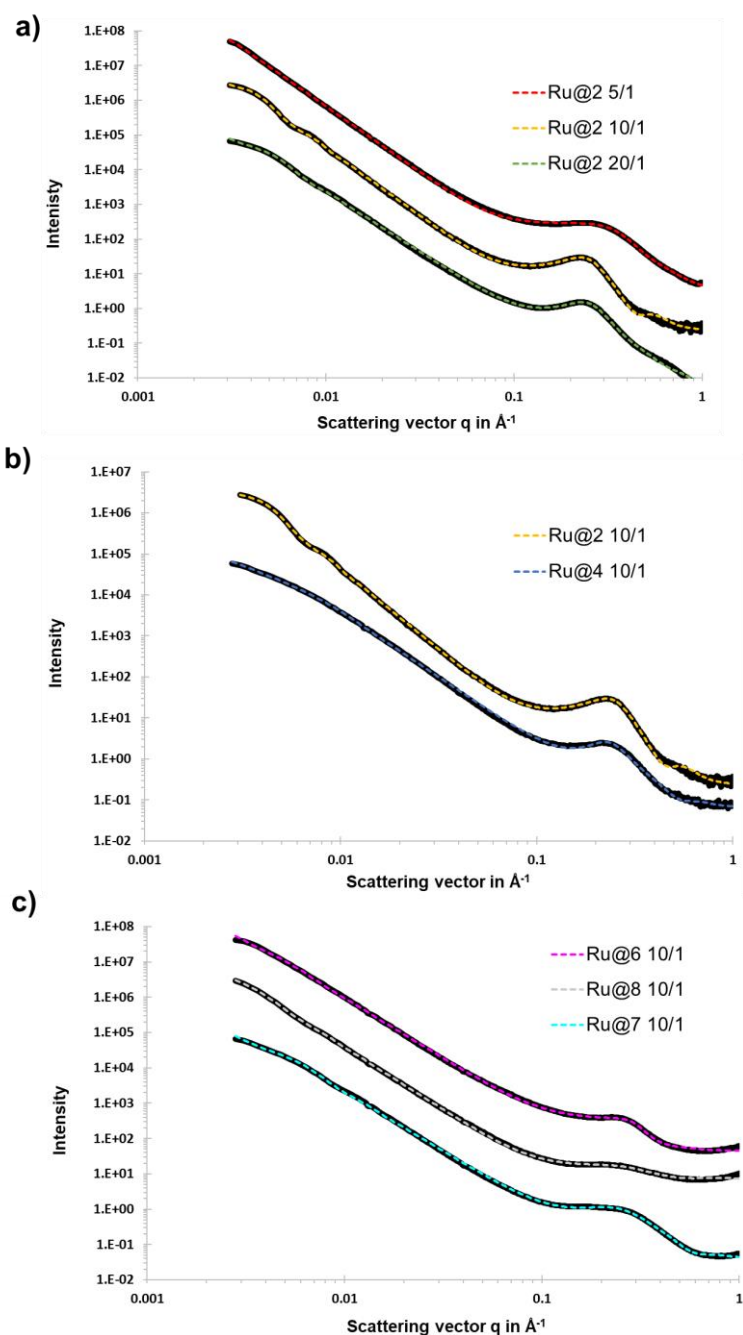 a)
1.E+08
1.E+07
1.E+06
1.E+05
1.E+04
1.E+03
1.E+02
1.E+01
1.E+00
1.E-01
1.E-02
Intenisty
Ru@2 5/1
Ru@2 10/1
Ru@2 20/1
0.001
0.01
0.1
1
Scattering vector q in Å⁻¹
b)
1.E+07
1.E+06
1.E+05
1.E+04
1.E+03
1.E+02
1.E+01
1.E+00
1.E-01
1.E-02
Intensity
Ru@2 10/1
Ru@4 10/1
0.001
0.01
0.1
1
Scattering vector in Å⁻¹
c)
1.E+08
1.E+07
1.E+06
1.E+05
1.E+04
1.E+03
1.E+02
1.E+01
1.E+00
1.E-01
1.E-02
Intensity
Ru@6 10/1
Ru@8 10/1
Ru@7 10/1
0.001
0.01
0.1
1
Scattering vector q in Å⁻¹